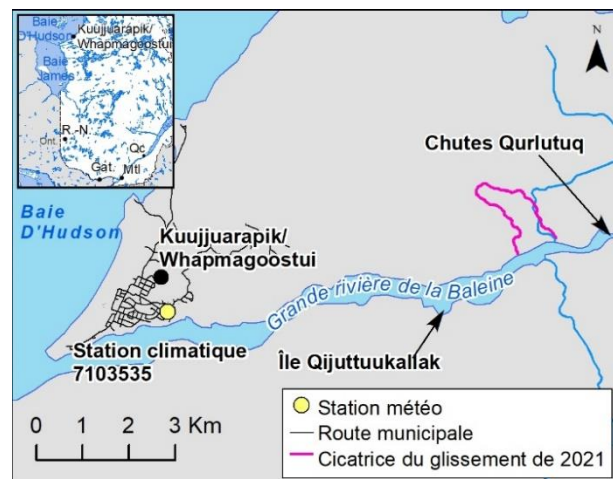 Baie
D'Hudson
Kuujjuarapik/
Whapmagoostui
Baie
James
R.-N.
Ont.
Qc
Gat.
Mtl
N
Chutes Qurlutuq
Baie
D'Hudson
Kuujjuarapik/
Whapmagoostui
Grande rivière de la Baleine
Station climatique
7103535
Île Qijuttuukallak
0 1 2 3 Km
Station météo
Route municipale
Cicatrice du glissement de 2021